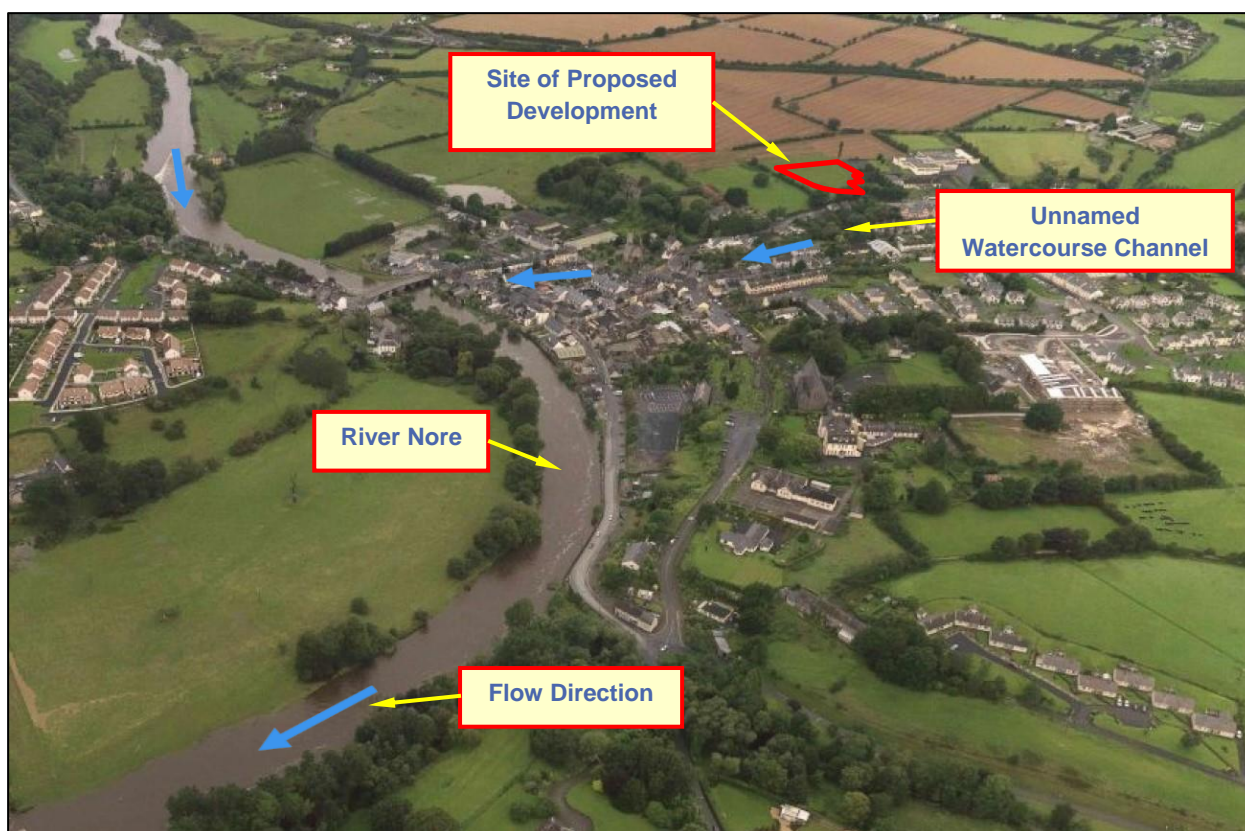 Site of Proposed
Development
Unnamed
Watercourse Channel
River Nore
Flow Direction